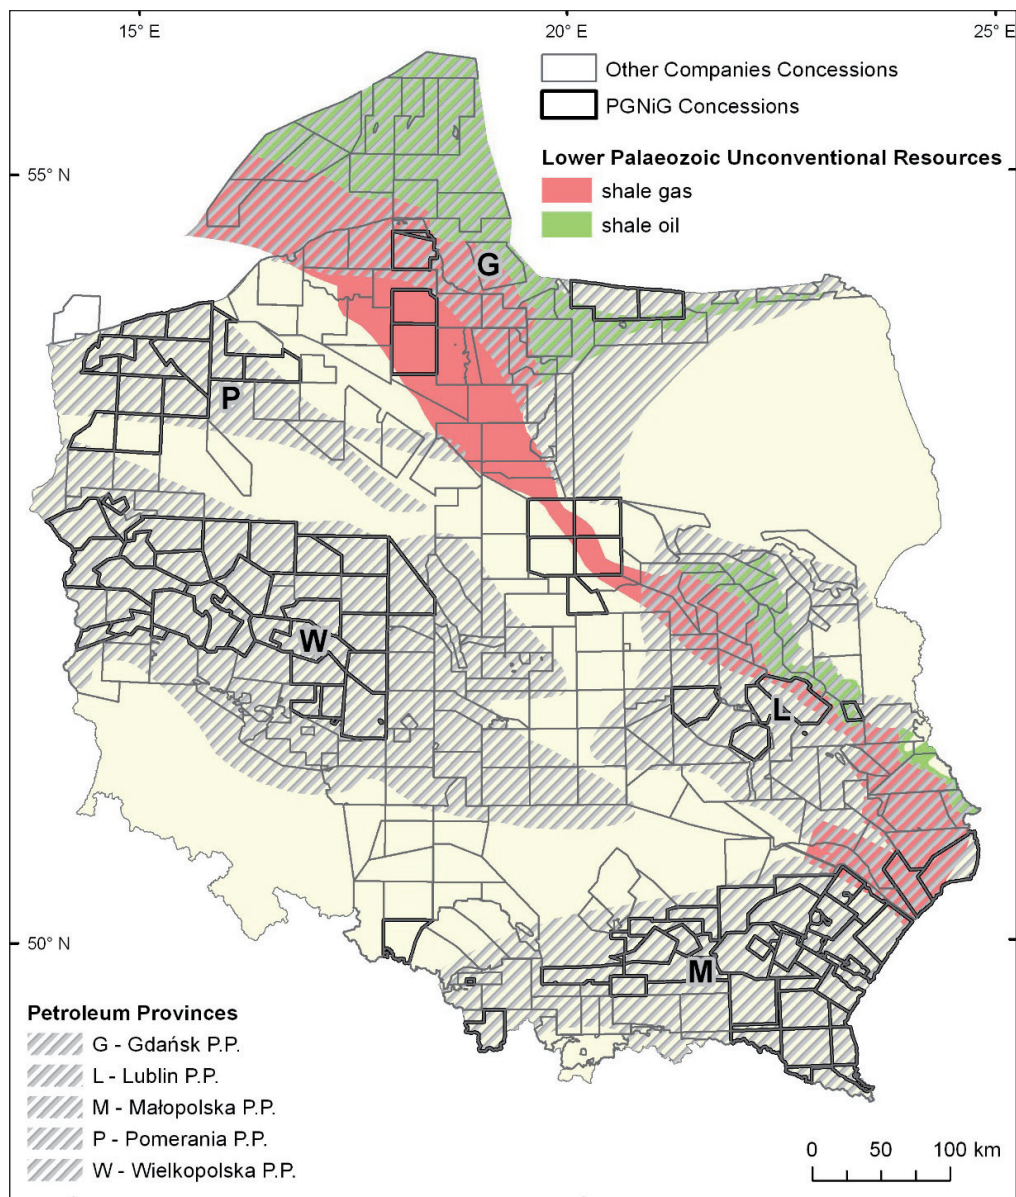 15° E
20° E
25° E
Other Companies Concessions
PGNiG Concessions
Lower Palaeozoic Unconventional Resources
shale gas
shale oil
55° N
G
P
W
L
50° N
M
Petroleum Provinces
G - Gdańsk P.P.
L - Lublin P.P.
M - Małopolska P.P.
P - Pomerania P.P.
W - Wielkopolska P.P.
0 50 100 km